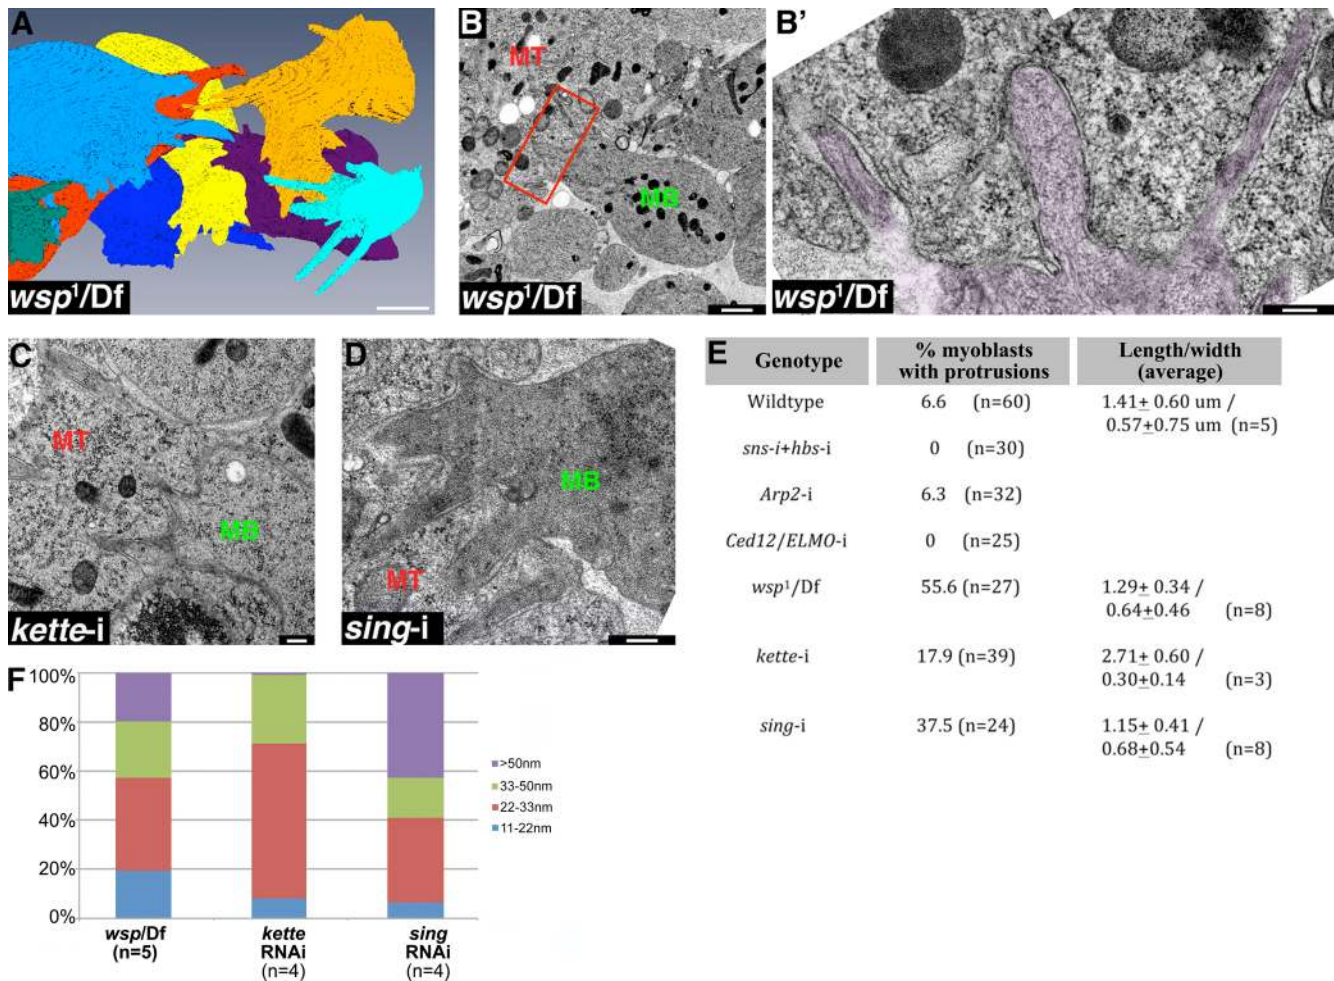 A
wsp¹/Df
B
MT
MB
wsp¹/Df
B’
wsp¹/Df
C
MT
MB
kette-i
D
MB
MT
sing-i
E
Genotype
% myoblasts
with protrusions
Length/width
(average)
Wildtype 6.6 (n=60) 1.41± 0.60 um /
0.57±0.75 um (n=5)
sns-i+hbs-i 0 (n=30)
Arp2-i 6.3 (n=32)
Ced12/ELMO-i 0 (n=25)
wsp¹/Df 55.6 (n=27) 1.29± 0.34 /
0.64±0.46 (n=8)
kette-i 17.9 (n=39) 2.71± 0.60 /
0.30±0.14 (n=3)
sing-i 37.5 (n=24) 1.15± 0.41 /
0.68±0.54 (n=8)
F
100%
80%
60%
40%
20%
0%
>50nm
33-50nm
22-33nm
11-22nm
wsp/Df
(n=5)
kette
RNAi
(n=4)
sing
RNAi
(n=4)